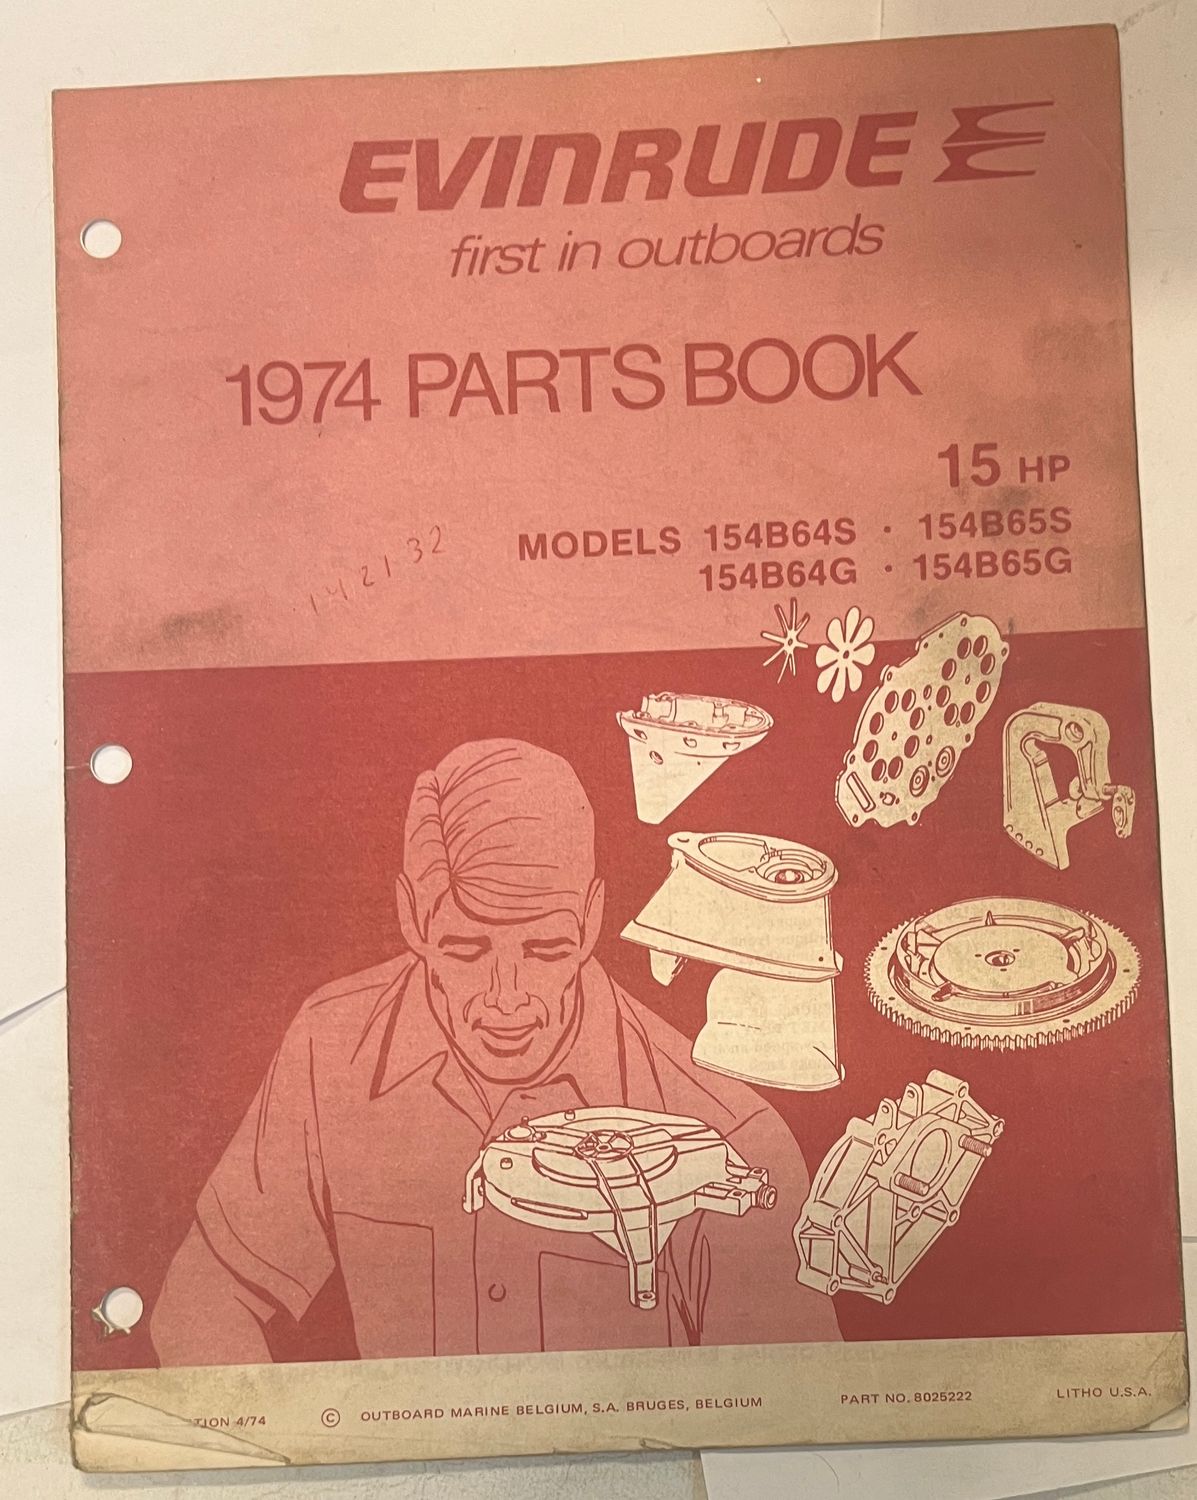 EVINRUDE
first in outboards
1974 PARTS BOOK
15 HP
MODELS 154B64S · 154B65S
154B64G · 154B65G
142132
TION 4/74 © OUTBOARD MARINE BELGIUM, S.A. BRUGES, BELGIUM PART NO. 8025222 LITHO U.S.A.